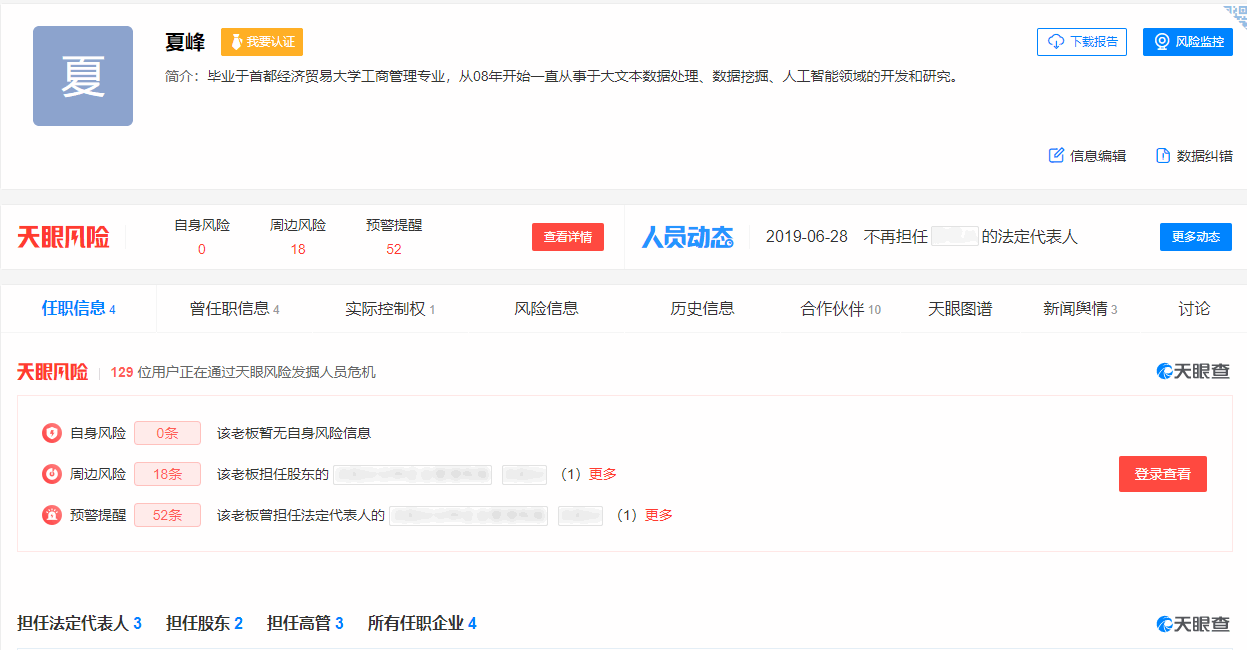 夏
夏峰 我要认证
下载报告 风险监控
简介：毕业于首都经济贸易大学工商管理专业，从08年开始一直从事于大文本数据处理、数据挖掘、人工智能领域的开发和研究。
信息编辑 数据纠错
天眼风险 自身风险 周边风险 预警提醒 查看详情 人员动态 2019-06-28 不再担任 的法定代表人 更多动态
0 18 52
任职信息 4 曾任职信息 4 实际控制权 1 风险信息 历史信息 合作伙伴 10 天眼图谱 新闻舆情 3 讨论
天眼风险 129 位用户正在通过天眼风险发掘人员危机 天眼查
自身风险 0条 该老板暂无自身风险信息
周边风险 18条 该老板担任股东的 （1）更多
登录查看
预警提醒 52条 该老板曾担任法定代表人的 （1）更多
担任法定代表人 3 担任股东 2 担任高管 3 所有任职企业 4 天眼查